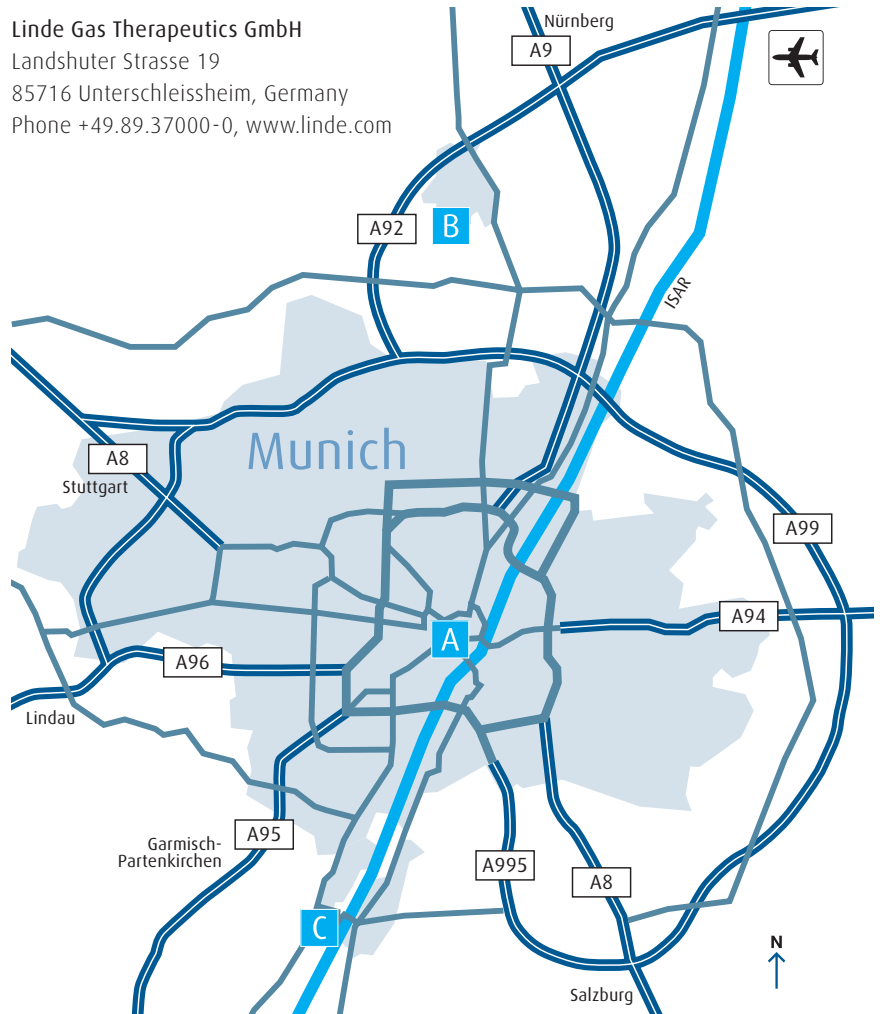 Linde Gas Therapeutics GmbH
Landshuter Strasse 19
85716 Unterschleissheim, Germany
Phone +49.89.37000-0, www.linde.com
Nürnberg
A9
A92
B
ISAR
Munich
A8
Stuttgart
A99
A94
A
A96
Lindau
A95
Garmisch-
Partenkirchen
A995
A8
C
N
Salzburg